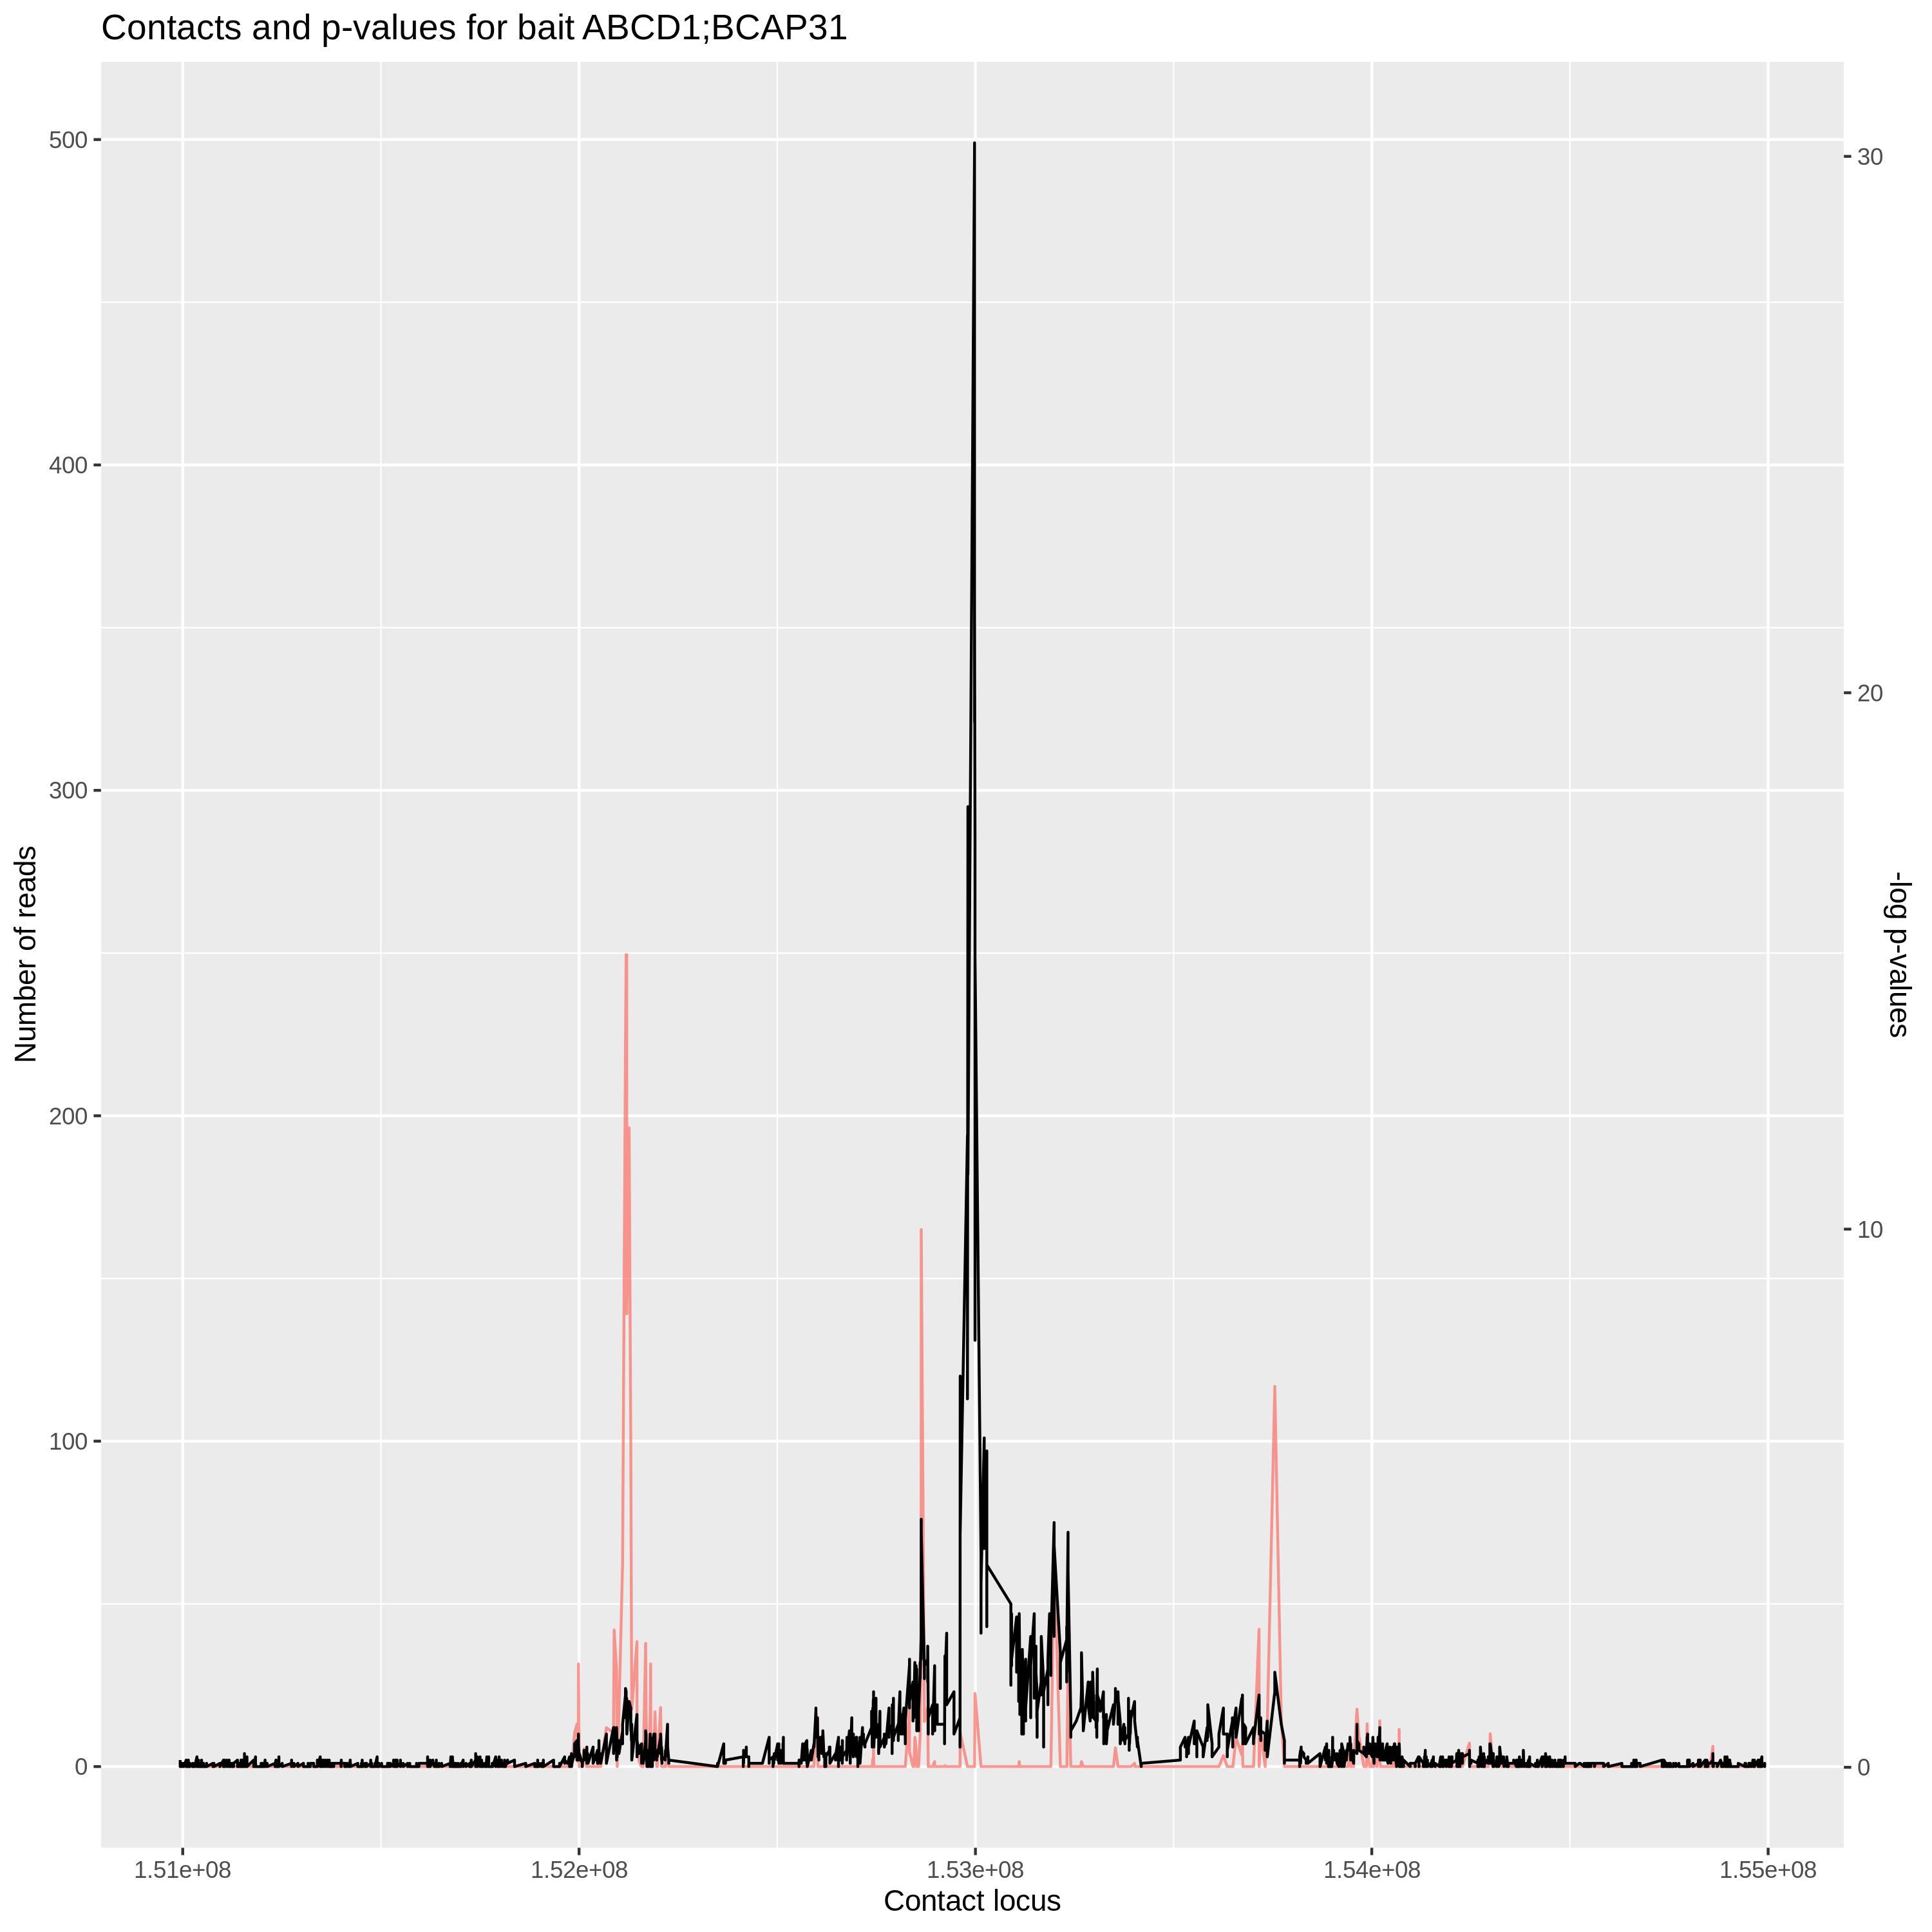 Contacts and p-values for bait ABCD1;BCAP31
500
400
300
200
100
0
Number of reads
30
20
10
0
-log p-values
1.51e+08 1.52e+08 1.53e+08 1.54e+08 1.55e+08
Contact locus